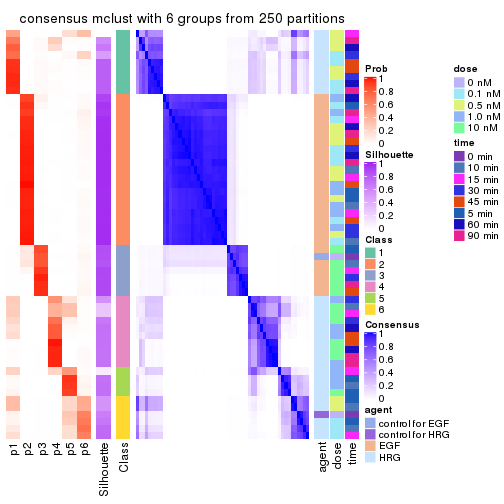 consensus mclust with 6 groups from 250 partitions
Prob
1
0.8
0.6
0.4
0.2
0
Silhouette
1
0.8
0.6
0.4
0.2
0
Class
1
2
3
4
5
6
Consensus
1
0.8
0.6
0.4
0.2
0
agent
control for EGF
control for HRG
EGF
HRG
dose
0 nM
0.1 nM
0.5 nM
1.0 nM
10 nM
time
0 min
10 min
15 min
30 min
45 min
5 min
60 min
90 min
p1
p2
p3
p4
p5
p6
Silhouette
Class
agent
dose
time